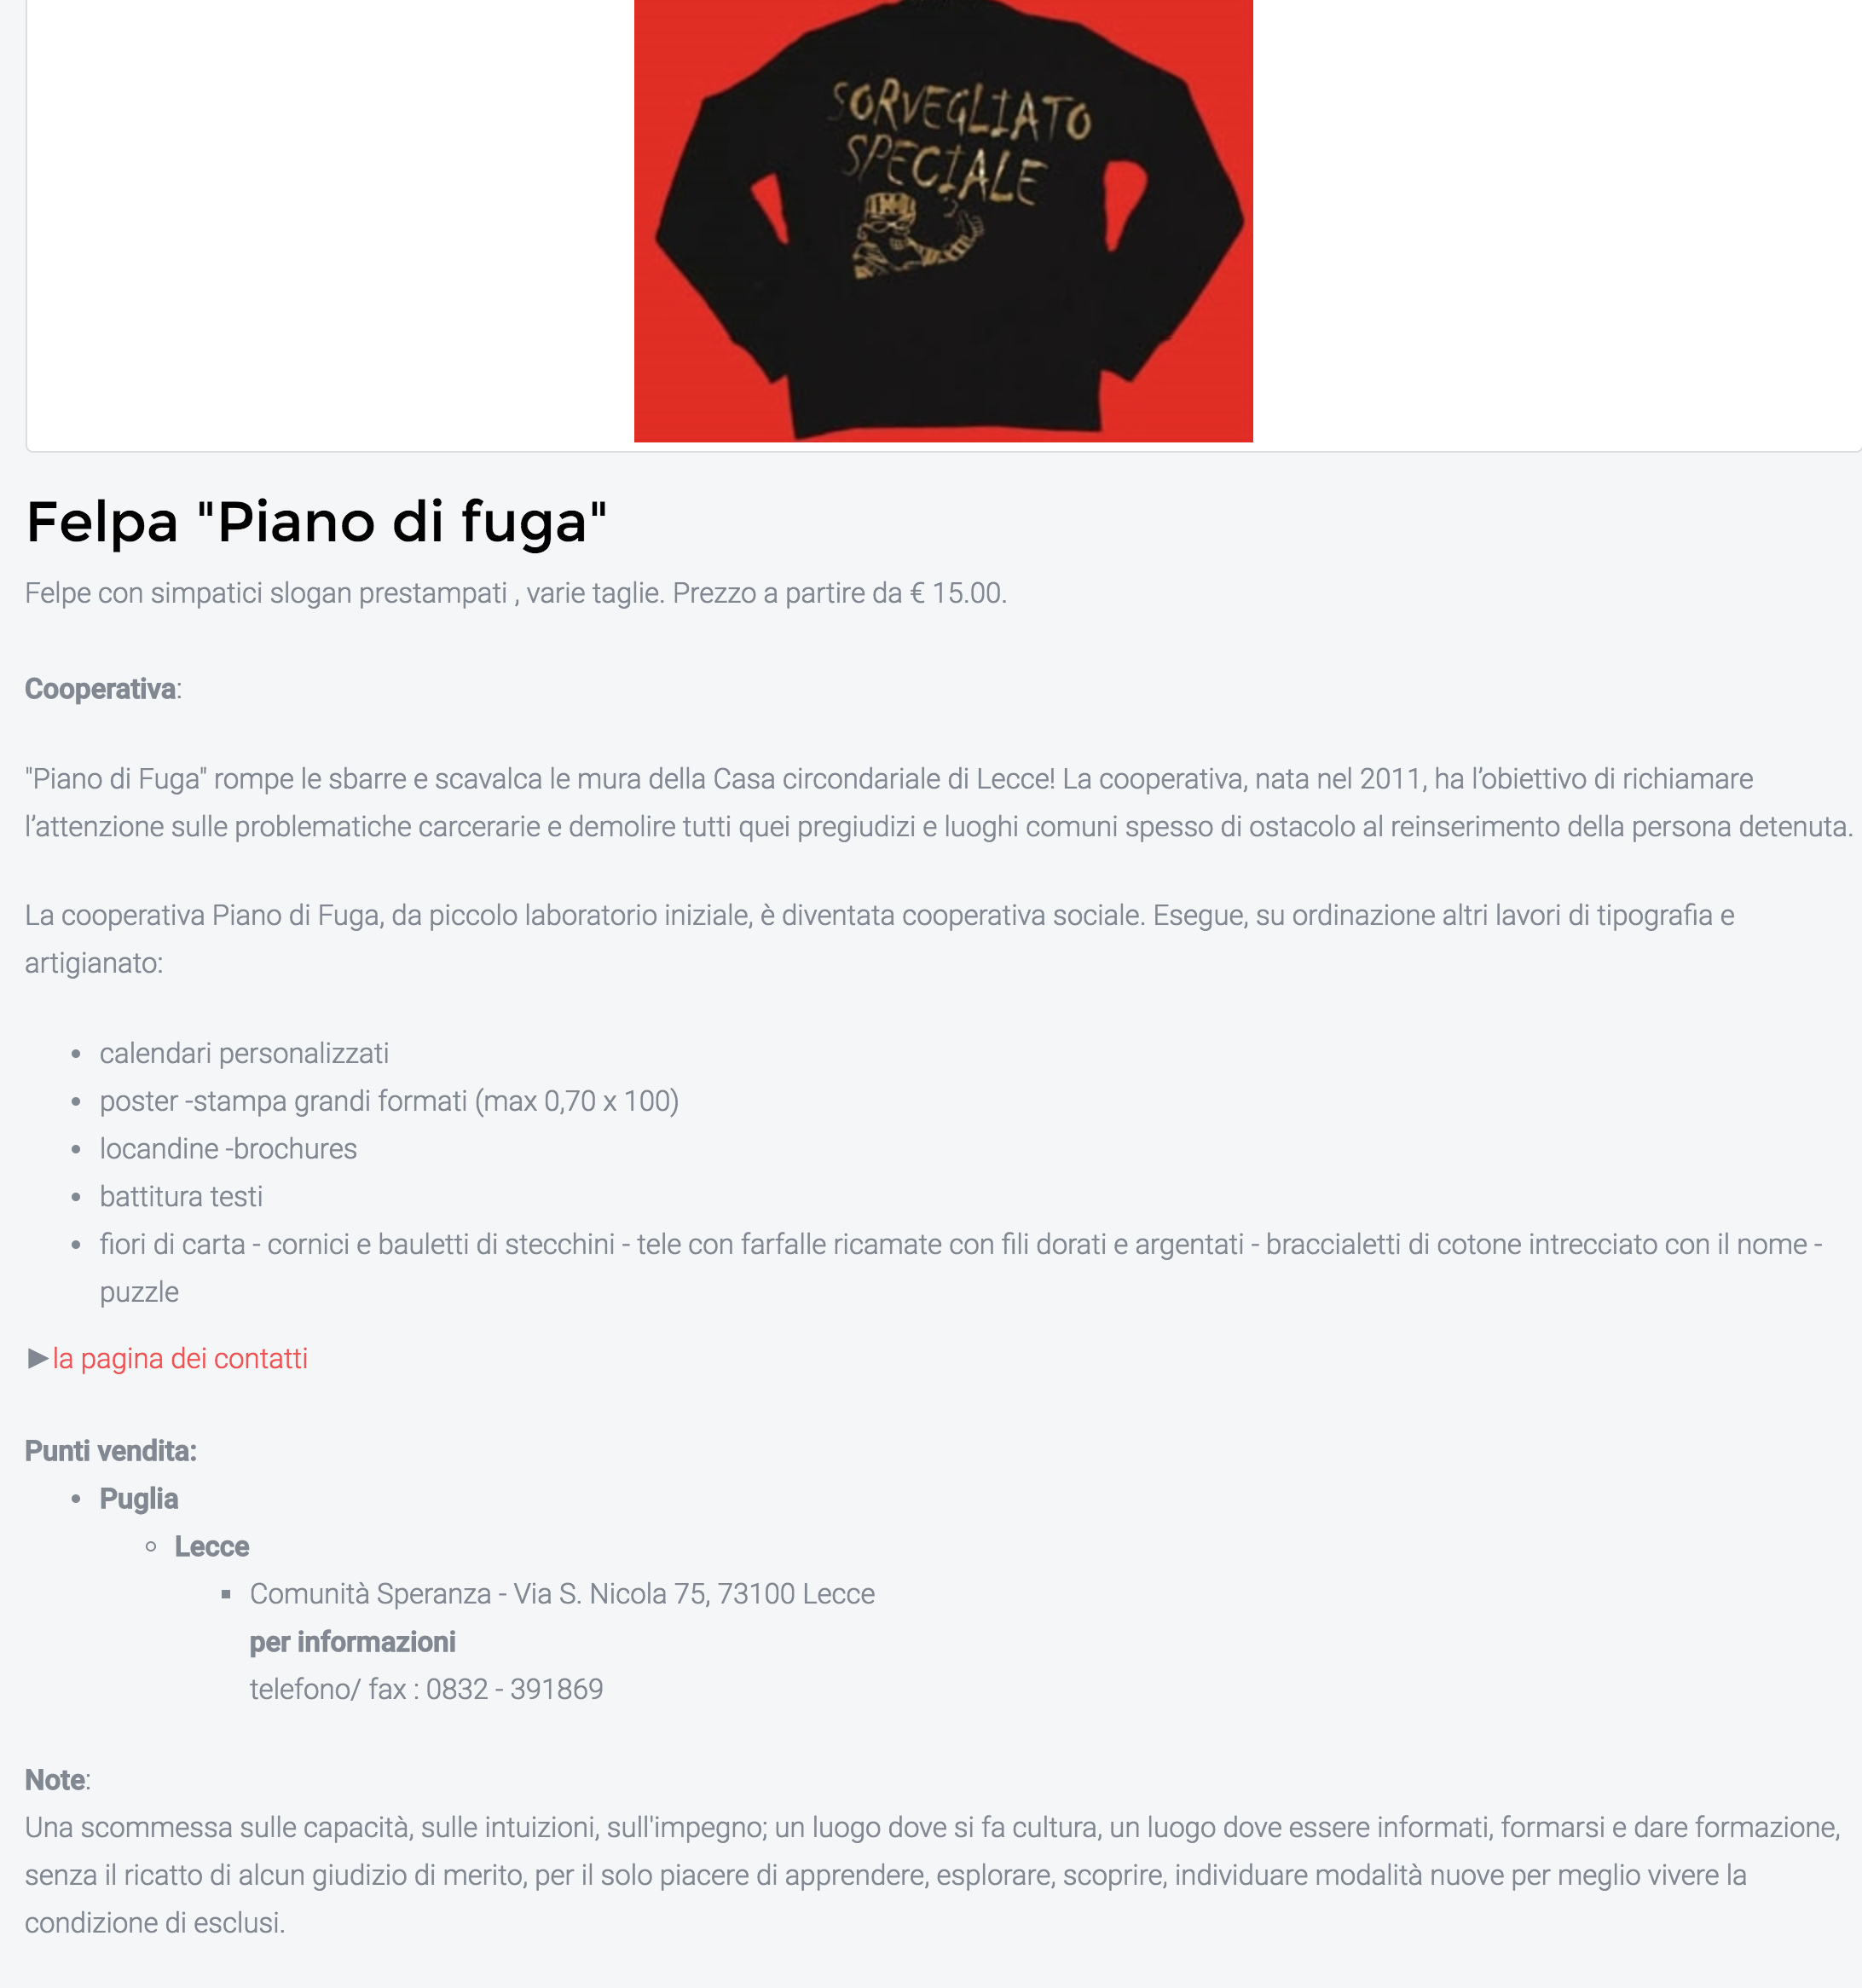 SORVEGLIATO
SPECIALE
Felpa "Piano di fuga"
Felpe con simpatici slogan prestampati , varie taglie. Prezzo a partire da € 15.00.
Cooperativa:
"Piano di Fuga" rompe le sbarre e scavalca le mura della Casa circondariale di Lecce! La cooperativa, nata nel 2011, ha l’obiettivo di richiamare
l’attenzione sulle problematiche carcerarie e demolire tutti quei pregiudizi e luoghi comuni spesso di ostacolo al reinserimento della persona detenuta.
La cooperativa Piano di Fuga, da piccolo laboratorio iniziale, è diventata cooperativa sociale. Esegue, su ordinazione altri lavori di tipografia e
artigianato:
• calendari personalizzati
• poster -stampa grandi formati (max 0,70 x 100)
• locandine -brochures
• battitura testi
• fiori di carta - cornici e bauletti di stecchini - tele con farfalle ricamate con fili dorati e argentati - braccialetti di cotone intrecciato con il nome -
puzzle
►la pagina dei contatti
Punti vendita:
• Puglia
◦ Lecce
▪ Comunità Speranza - Via S. Nicola 75, 73100 Lecce
per informazioni
telefono/ fax : 0832 - 391869
Note:
Una scommessa sulle capacità, sulle intuizioni, sull'impegno; un luogo dove si fa cultura, un luogo dove essere informati, formarsi e dare formazione,
senza il ricatto di alcun giudizio di merito, per il solo piacere di apprendere, esplorare, scoprire, individuare modalità nuove per meglio vivere la
condizione di esclusi.